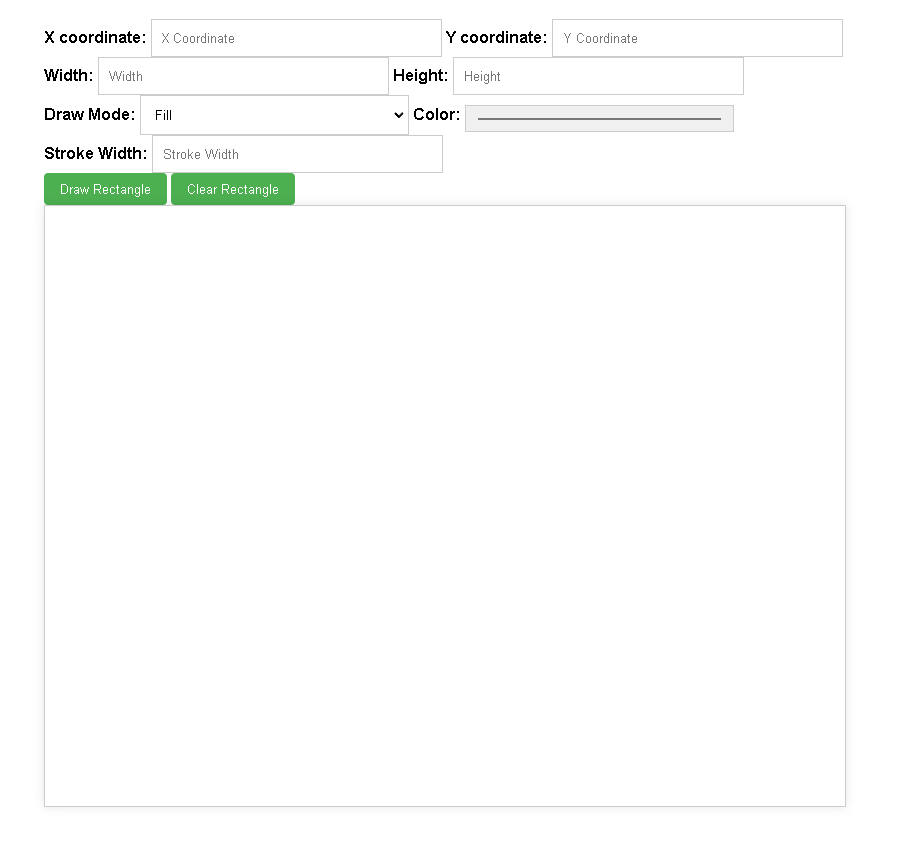 X coordinate: X Coordinate Y coordinate: Y Coordinate
Width: Width Height: Height
Draw Mode: Fill Color:
Stroke Width: Stroke Width
Draw Rectangle Clear Rectangle